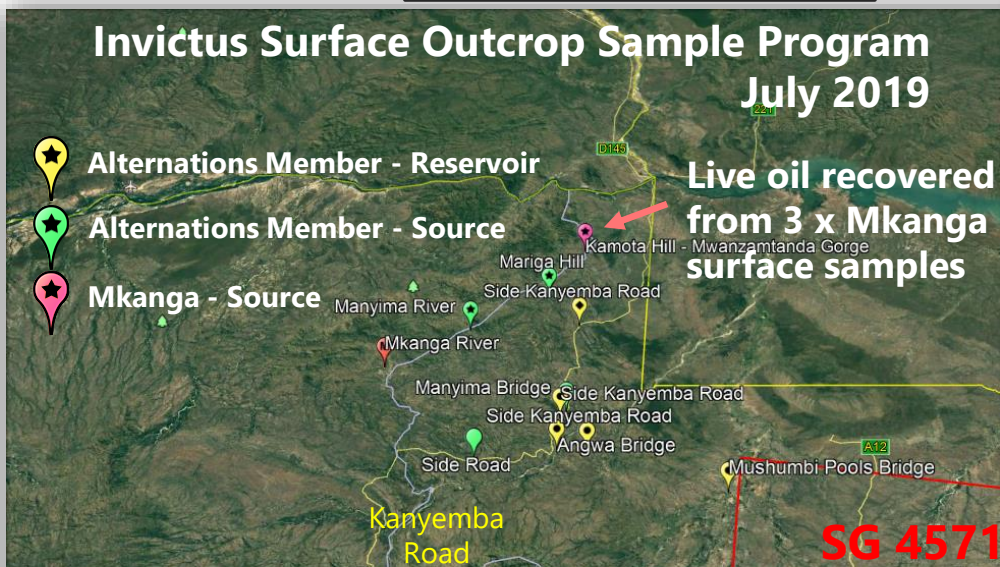 Invictus Surface Outcrop Sample Program
July 2019
221
D145
Alternations Member - Reservoir
Alternations Member - Source
Mkanga - Source
Live oil recovered
from 3 x Mkanga
surface samples
Kamota Hill - Mwanzamtanda Gorge
Mariga Hill
Side Kanyemba Road
Manyima River
Mkanga River
Manyima Bridge
Side Kanyemba Road
Side Kanyemba Road
Angwa Bridge
Side Road
A12
Mushumbi Pools Bridge
Kanyemba
Road
SG 4571